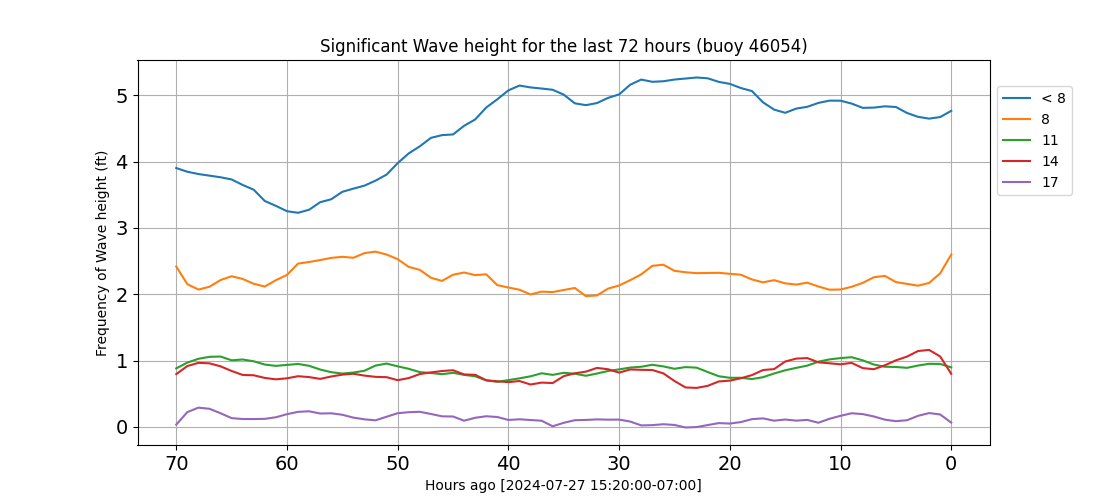 Significant Wave height for the last 72 hours (buoy 46054)
Frequency of Wave height (ft)
5
4
3
2
1
0
70 60 50 40 30 20 10 0
Hours ago [2024-07-27 15:20:00-07:00]
< 8
8
11
14
17